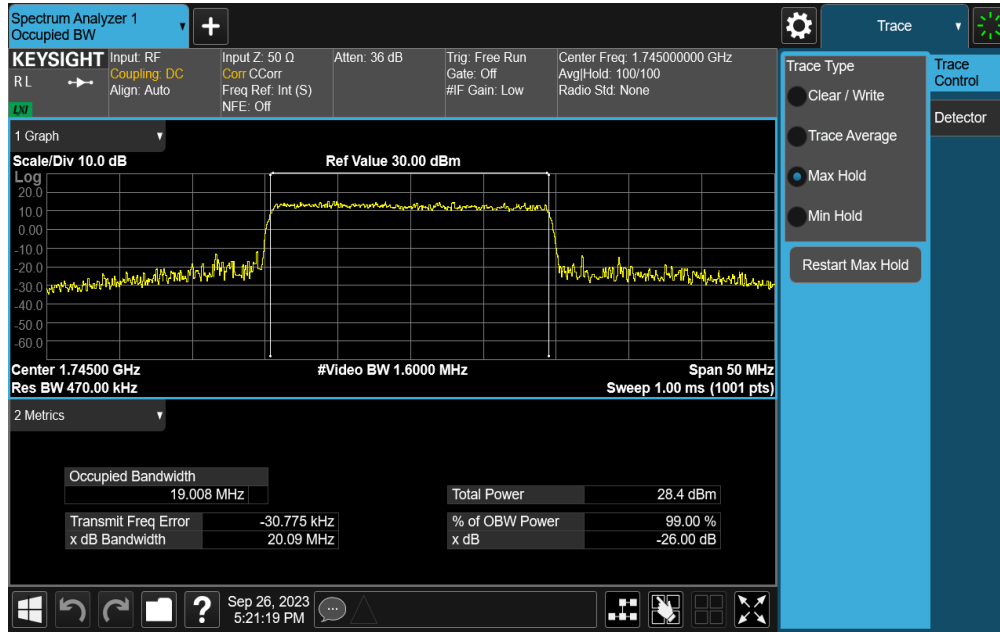 Spectrum Analyzer 1
Occupied BW
+
Trace
KEYSIGHT
R L
LXI
Input: RF
Coupling: DC
Align: Auto
Input Z: 50 Ω
Corr CCorr
Freq Ref: Int (S)
NFE: Off
Atten: 36 dB
Trig: Free Run
Gate: Off
#IF Gain: Low
Center Freq: 1.745000000 GHz
Avg|Hold: 100/100
Radio Std: None
Trace Type
Clear / Write
Trace Average
Max Hold
Min Hold
Restart Max Hold
Trace
Control
Detector
1 Graph
Scale/Div 10.0 dB
Ref Value 30.00 dBm
Log
20.0
10.0
0.00
-10.0
-20.0
-30.0
-40.0
-50.0
-60.0
Center 1.74500 GHz
#Video BW 1.6000 MHz
Span 50 MHz
Res BW 470.00 kHz
Sweep 1.00 ms (1001 pts)
2 Metrics
Occupied Bandwidth
19.008 MHz
Total Power 28.4 dBm
Transmit Freq Error -30.775 kHz
% of OBW Power 99.00 %
x dB Bandwidth 20.09 MHz
x dB -26.00 dB
?
Sep 26, 2023
5:21:19 PM